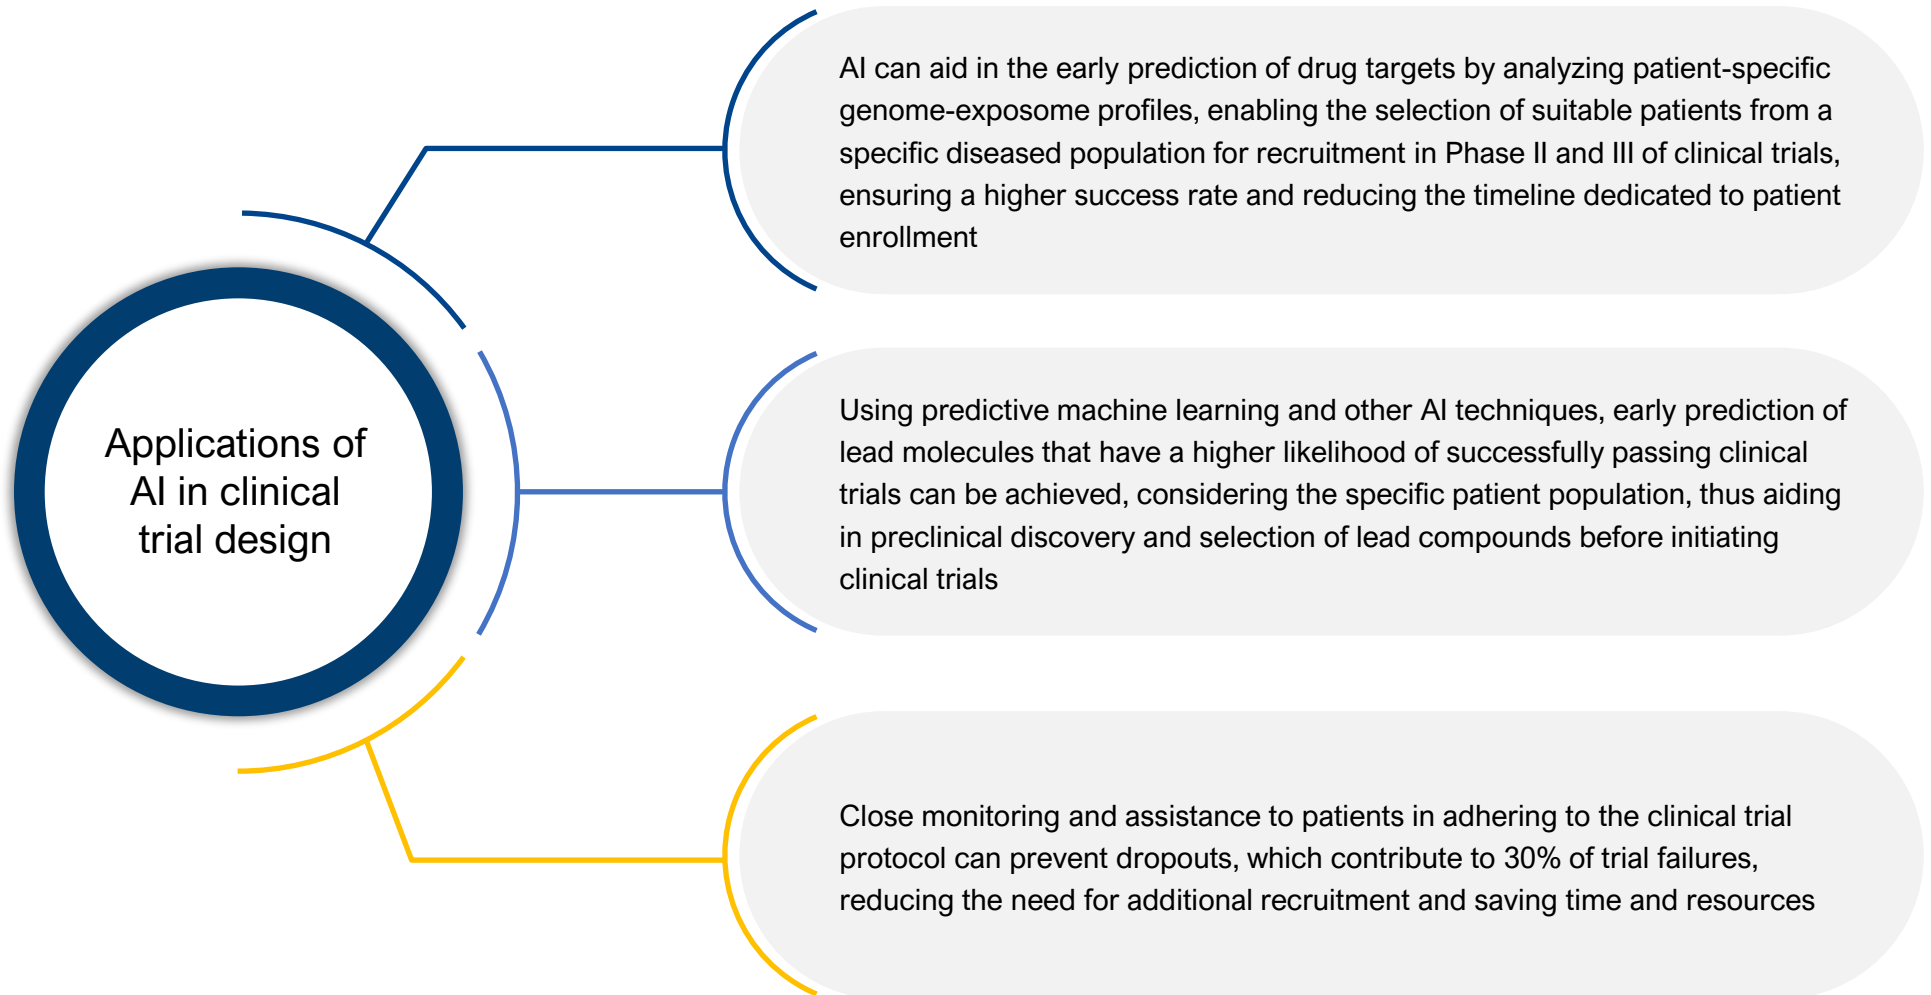 Applications of
AI in clinical
trial design
AI can aid in the early prediction of drug targets by analyzing patient-specific
genome-exposome profiles, enabling the selection of suitable patients from a
specific diseased population for recruitment in Phase II and III of clinical trials,
ensuring a higher success rate and reducing the timeline dedicated to patient
enrollment
Using predictive machine learning and other AI techniques, early prediction of
lead molecules that have a higher likelihood of successfully passing clinical
trials can be achieved, considering the specific patient population, thus aiding
in preclinical discovery and selection of lead compounds before initiating
clinical trials
Close monitoring and assistance to patients in adhering to the clinical trial
protocol can prevent dropouts, which contribute to 30% of trial failures,
reducing the need for additional recruitment and saving time and resources